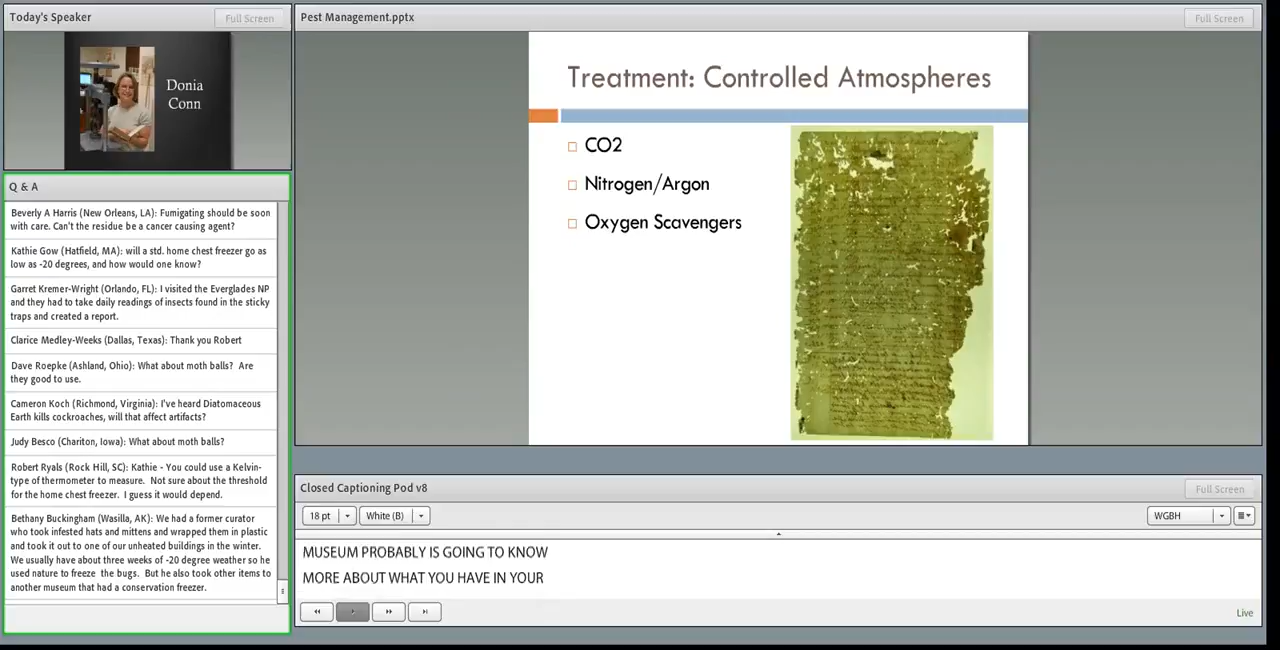 Today's Speaker
Full Screen
Donia
Conn
Q & A
Beverly A Harris (New Orleans, LA): Fumigating should be soon
with care. Can't the residue be a cancer causing agent?
Kathie Gow (Hatfield, MA): will a std. home chest freezer go as
low as -20 degrees, and how would one know?
Garret Kremer-Wright (Orlando, FL): I visited the Everglades NP
and they had to take daily readings of insects found in the sticky
traps and created a report.
Clarice Medley-Weeks (Dallas, Texas): Thank you Robert
Dave Roepke (Ashland, Ohio): What about moth balls? Are
they good to use.
Cameron Koch (Richmond, Virginia): I've heard Diatomaceous
Earth kills cockroaches, will that affect artifacts?
Judy Besco (Chariton, Iowa): What about moth balls?
Robert Ryals (Rock Hill, SC): Kathie - You could use a Kelvin-
type of thermometer to measure. Not sure about the threshold
for the home chest freezer. I guess it would depend.
Bethany Buckingham (Wasilla, AK): We had a former curator
who took infested hats and mittens and wrapped them in plastic
and took it out to one of our unheated buildings in the winter.
We usually have about three weeks of -20 degree weather so he
used nature to freeze the bugs. But he also took other items to
another museum that had a conservation freezer.
Pest Management.pptx
Full Screen
Treatment: Controlled Atmospheres
CO2
Nitrogen/Argon
Oxygen Scavengers
Closed Captioning Pod v8
Full Screen
18 pt
White (B)
WGBH
MUSEUM PROBABLY IS GOING TO KNOW
MORE ABOUT WHAT YOU HAVE IN YOUR
Live